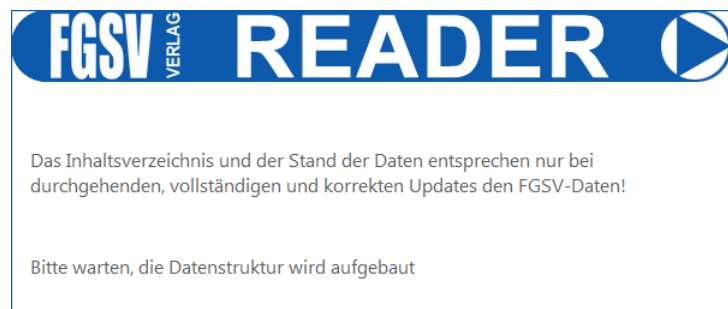 FGSV VERLAG READER
Das Inhaltsverzeichnis und der Stand der Daten entsprechen nur bei
durchgehenden, vollständigen und korrekten Updates den FGSV-Daten!
Bitte warten, die Datenstruktur wird aufgebaut